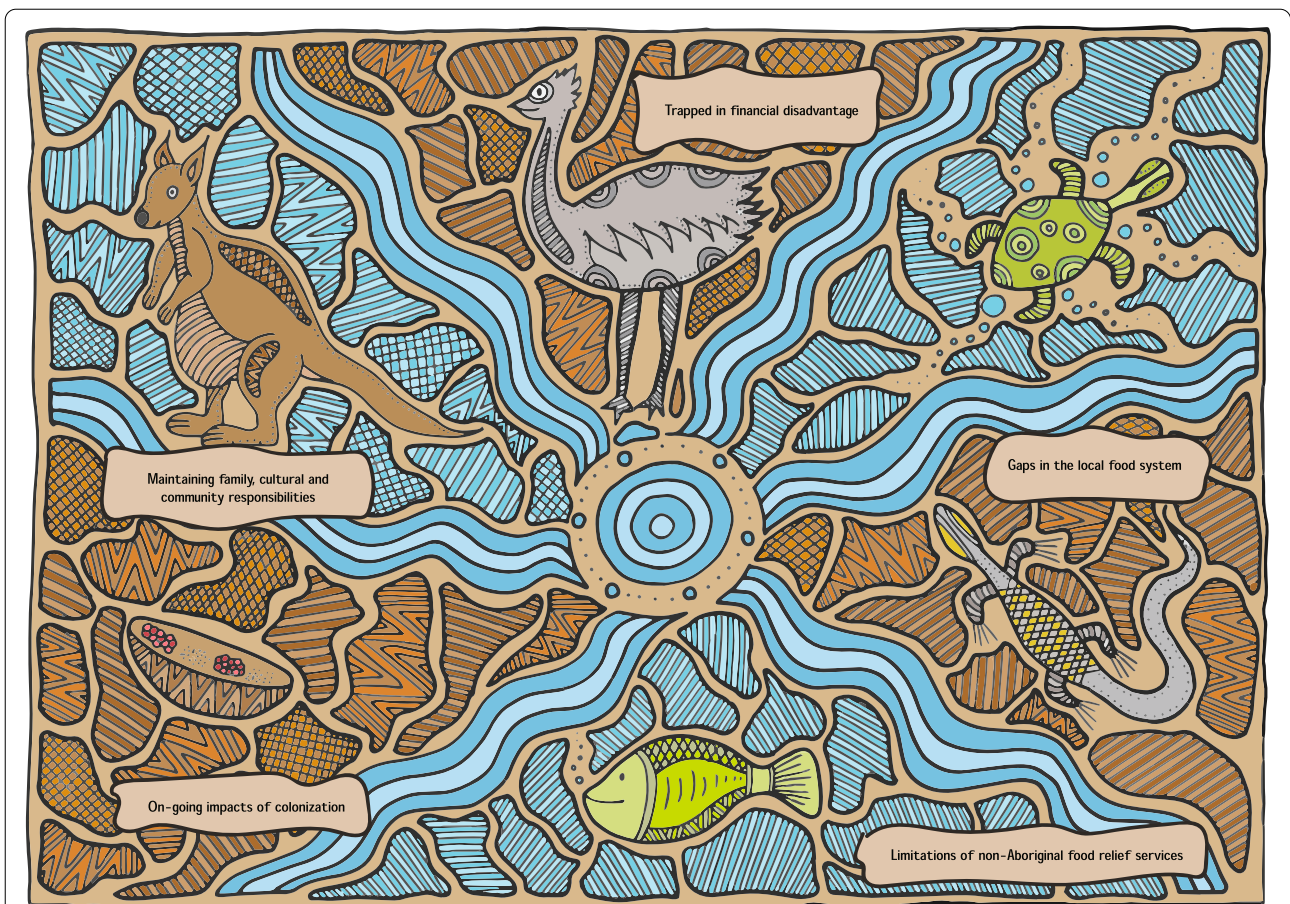 Trapped in financial disadvantage
Maintaining family, cultural and
community responsibilities
Gaps in the local food system
On-going impacts of colonization
Limitations of non-Aboriginal food relief services